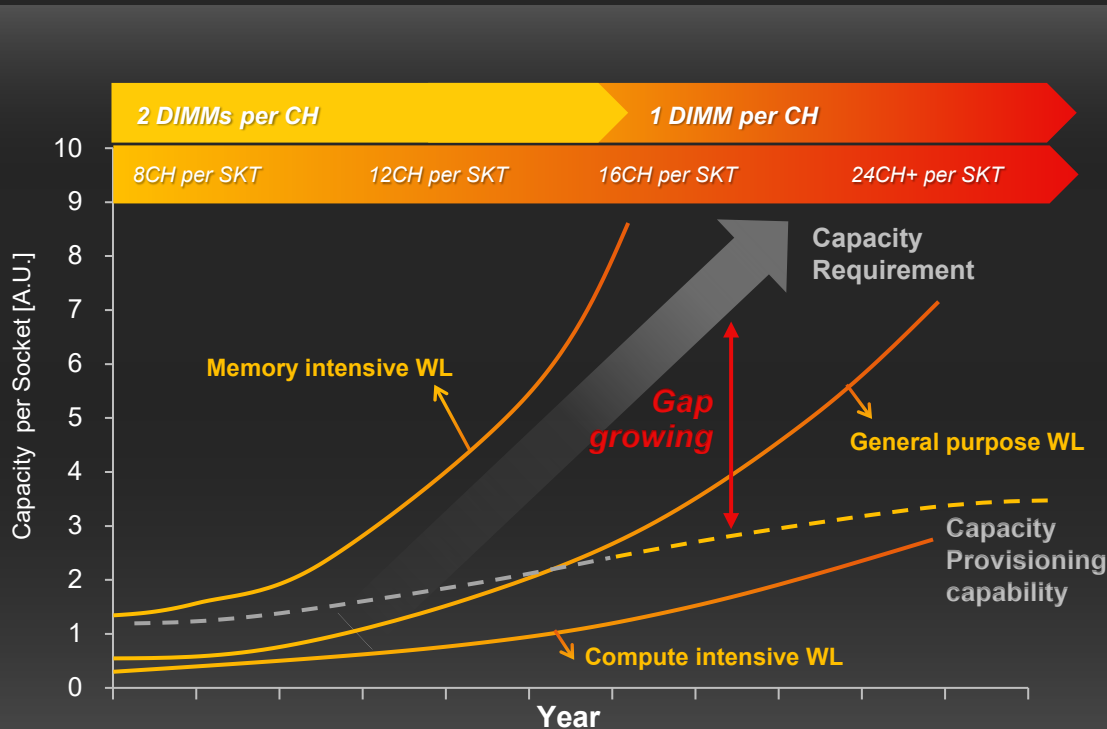 2 DIMMs per CH
1 DIMM per CH
8CH per SKT
12CH per SKT
16CH per SKT
24CH+ per SKT
10
9
8
7
6
5
4
3
2
1
0
Capacity per Socket [A.U.]
Capacity
Requirement
Memory intensive WL
Gap
growing
General purpose WL
Capacity
Provisioning
capability
Compute intensive WL
Year